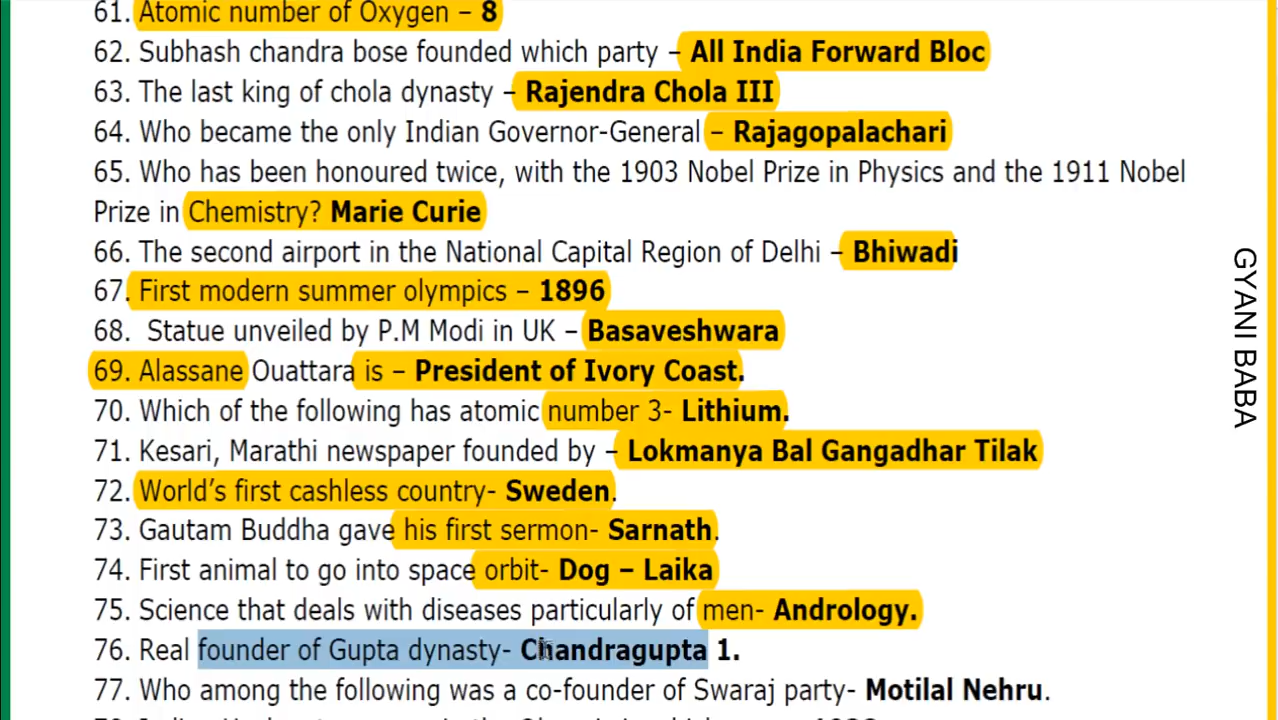 61. Atomic number of Oxygen – 8
62. Subhash chandra bose founded which party – All India Forward Bloc
63. The last king of chola dynasty – Rajendra Chola III
64. Who became the only Indian Governor-General – Rajagopalachari
65. Who has been honoured twice, with the 1903 Nobel Prize in Physics and the 1911 Nobel
Prize in Chemistry? Marie Curie
66. The second airport in the National Capital Region of Delhi – Bhiwadi
67. First modern summer olympics – 1896
68. Statue unveiled by P.M Modi in UK – Basaveshwara
69. Alassane Ouattara is – President of Ivory Coast.
70. Which of the following has atomic number 3- Lithium.
71. Kesari, Marathi newspaper founded by – Lokmanya Bal Gangadhar Tilak
72. World’s first cashless country- Sweden.
73. Gautam Buddha gave his first sermon- Sarnath.
74. First animal to go into space orbit- Dog – Laika
75. Science that deals with diseases particularly of men- Andrology.
76. Real founder of Gupta dynasty- Chandragupta 1.
77. Who among the following was a co-founder of Swaraj party- Motilal Nehru.
GYANI BABA